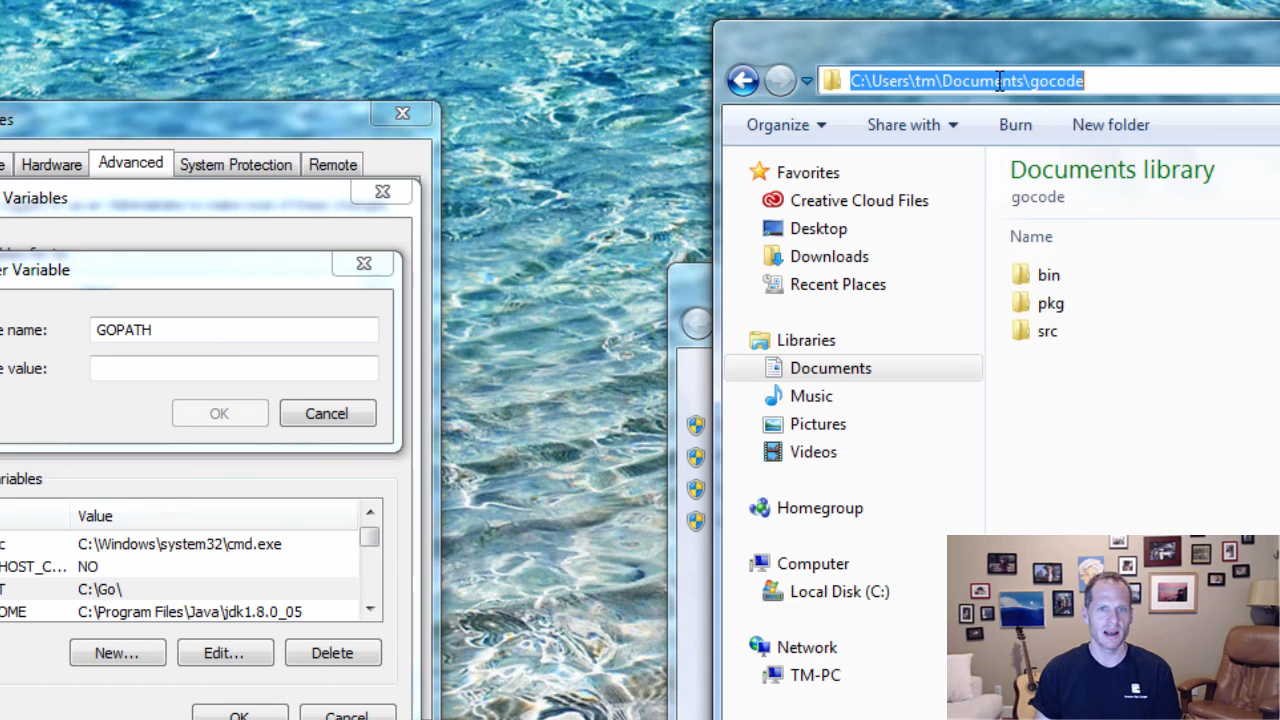 es
e
Hardware
Advanced
System Protection
Remote
Variables
er Variable
e name:
GOPATH
e value:
OK
Cancel
ariables
Value
c
C:\Windows\system32\cmd.exe
HOST_C...
NO
T
C:\Go\
OME
C:\Program Files\Java\jdk1.8.0_05
New...
Edit...
Delete
OK
Cancel
C:\Users\tm\Documents\gocode
Organize
Share with
Burn
New folder
Favorites
Creative Cloud Files
Desktop
Downloads
Recent Places
Libraries
Documents
Music
Pictures
Videos
Homegroup
Computer
Local Disk (C:)
Network
TM-PC
Documents library
gocode
Name
bin
pkg
src